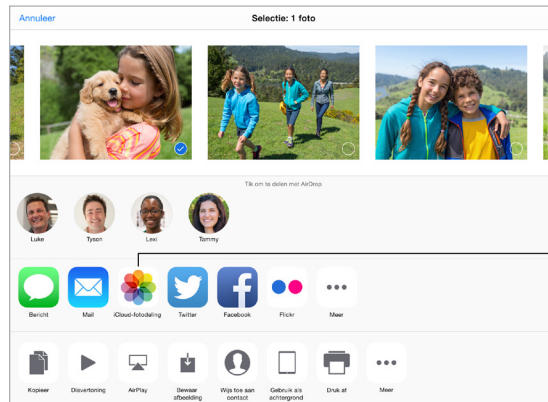 Annuleer
Selectie: 1 foto
Tik om te delen met AirDrop
Luke
Tyson
Lexi
Tammy
Bericht
Mail
iCloud-fotodeling
Twitter
Facebook
Flickr
Meer
Kopieer
Diavertoning
AirPlay
Bewaar
afbeelding
Wijs toe aan
contact
Gebruik als
achtergrond
Druk af
Meer